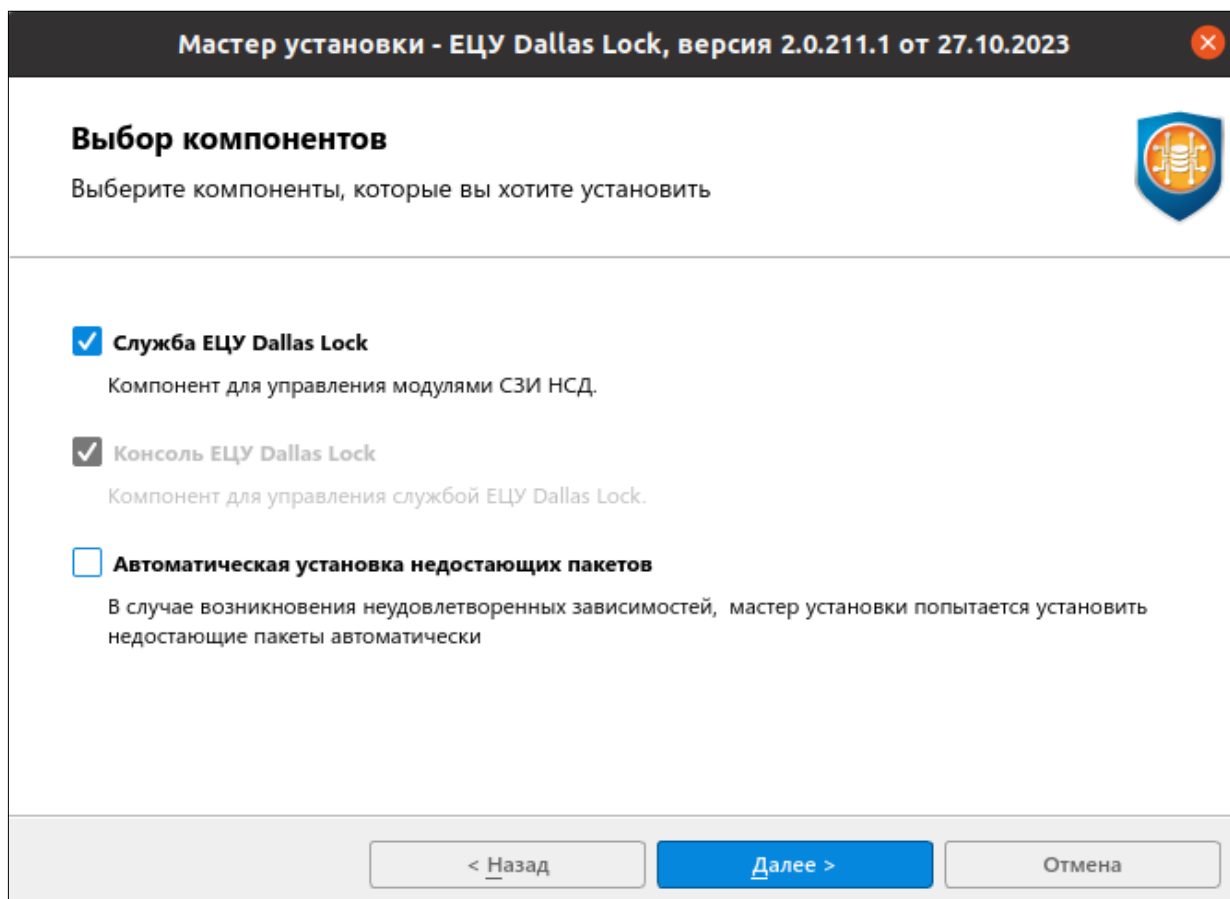 Мастер установки - ЕЦУ Dallas Lock, версия 2.0.211.1 от 27.10.2023
Выбор компонентов
Выберите компоненты, которые вы хотите установить
Служба ЕЦУ Dallas Lock
Компонент для управления модулями СЗИ НСД.
Консоль ЕЦУ Dallas Lock
Компонент для управления службой ЕЦУ Dallas Lock.
Автоматическая установка недостающих пакетов
В случае возникновения неудовлетворенных зависимостей, мастер установки попытается установить
недостающие пакеты автоматически
< Назад
Далее >
Отмена